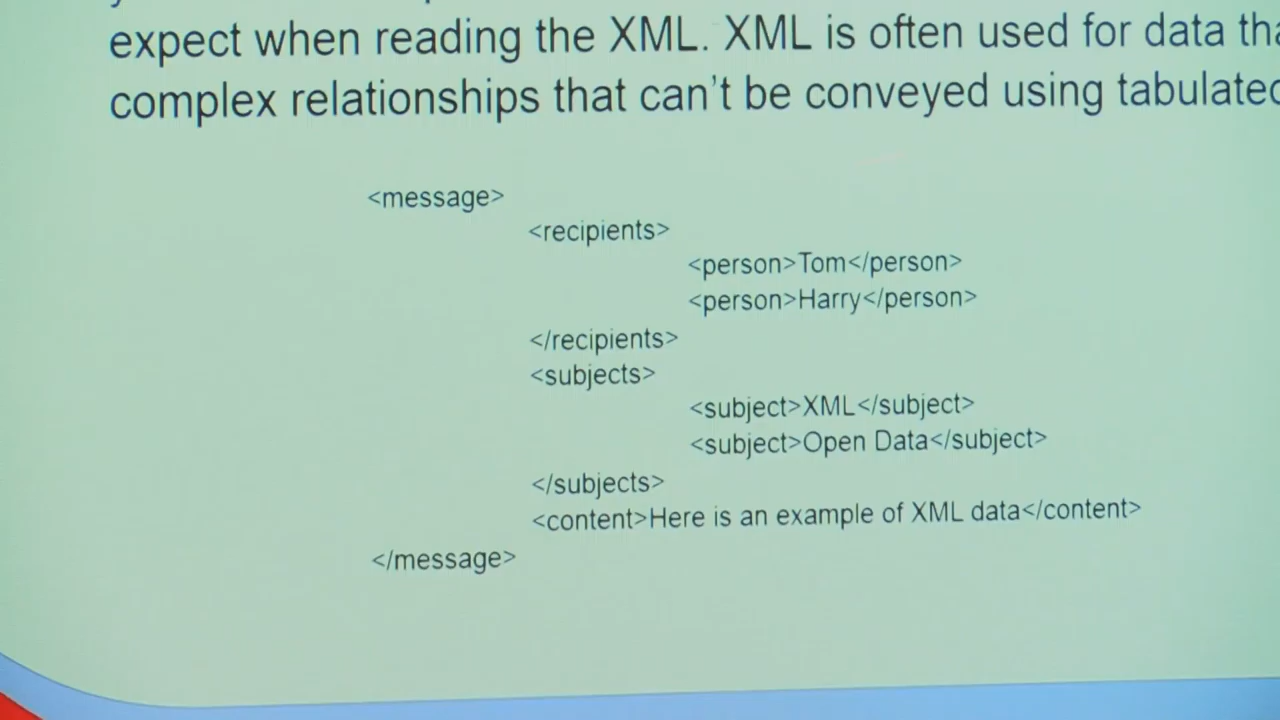 expect when reading the XML. XML is often used for data
complex relationships that can't be conveyed using
<message>
<recipients>
<person>Tom</person>
<person>Harry</person>
</recipients>
<subjects>
<subject>XML</subject>
<subject>Open Data</subject>
</subjects>
<content>Here is an example of XML data</content>
</message>